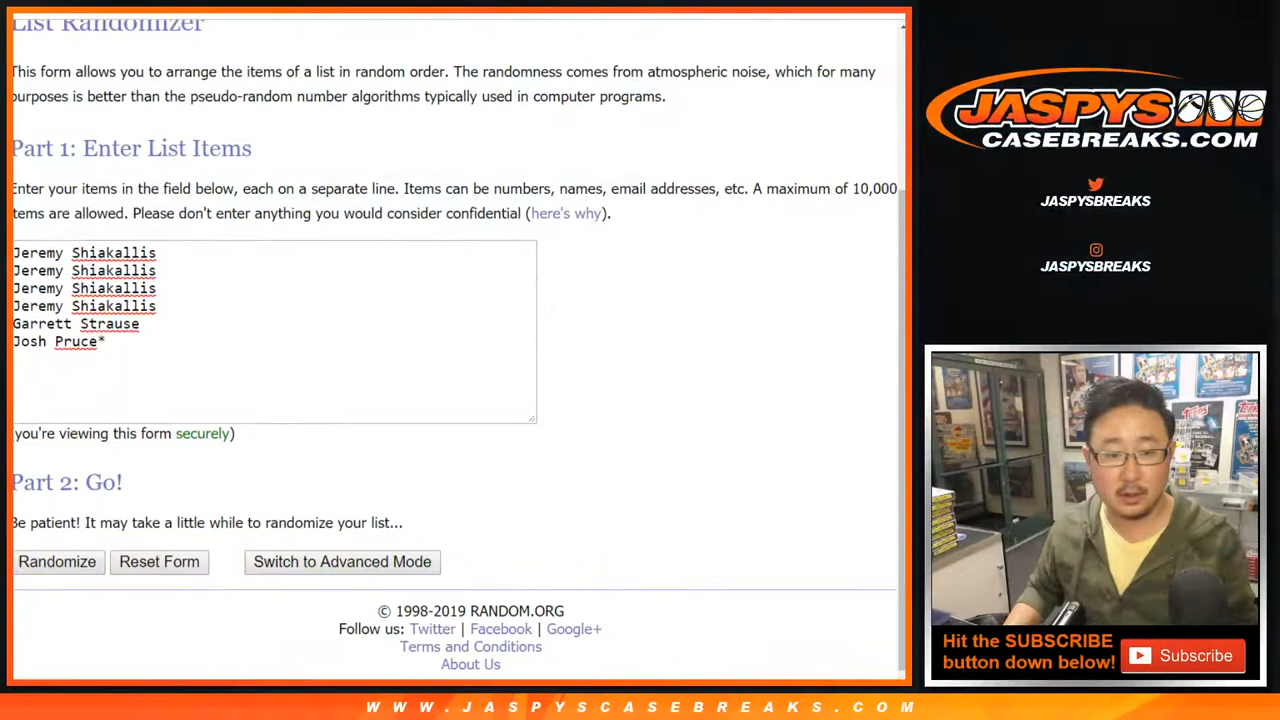 List Randomizer
This form allows you to arrange the items of a list in random order. The randomness comes from atmospheric noise, which for many
purposes is better than the pseudo-random number algorithms typically used in computer programs.
Part 1: Enter List Items
Enter your items in the field below, each on a separate line. Items can be numbers, names, email addresses, etc. A maximum of 10,000
items are allowed. Please don't enter anything you would consider confidential (here's why).
Jeremy Shiakallis
Jeremy Shiakallis
Jeremy Shiakallis
Jeremy Shiakallis
Garrett Strause
Josh Pruce*
(you're viewing this form securely)
Part 2: Go!
Be patient! It may take a little while to randomize your list...
Randomize
Reset Form
Switch to Advanced Mode
© 1998-2019 RANDOM.ORG
Follow us: Twitter | Facebook | Google+
Terms and Conditions
About Us
JASPYS
CASEBREAKS.COM
JASPYSBREAKS
JASPYSBREAKS
Topps
Hit the SUBSCRIBE
button down below!
Subscribe
WWW.JASPYSCASEBREAKS.COM